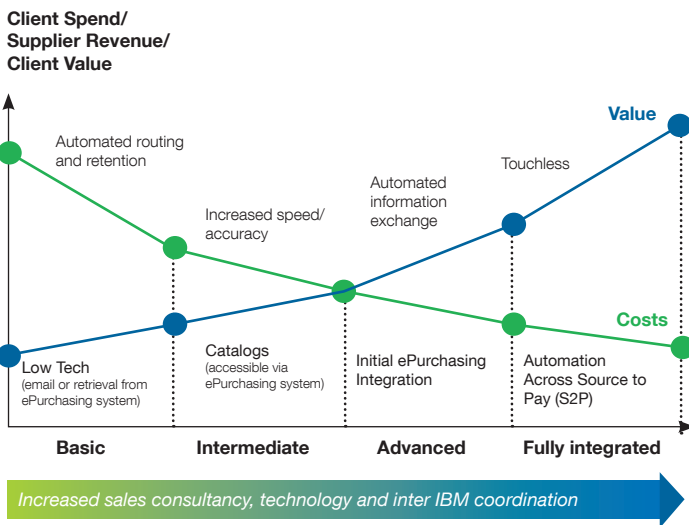 Client Spend/
Supplier Revenue/
Client Value
Value
Automated routing
and retention
Increased speed/
accuracy
Automated
information
exchange
Touchless
Costs
Low Tech
(email or retrieval from
ePurchasing system)
Catalogs
(accessible via
ePurchasing system)
Initial ePurchasing
Integration
Automation
Across Source to
Pay (S2P)
Basic
Intermediate
Advanced
Fully integrated
Increased sales consultancy, technology and inter IBM coordination